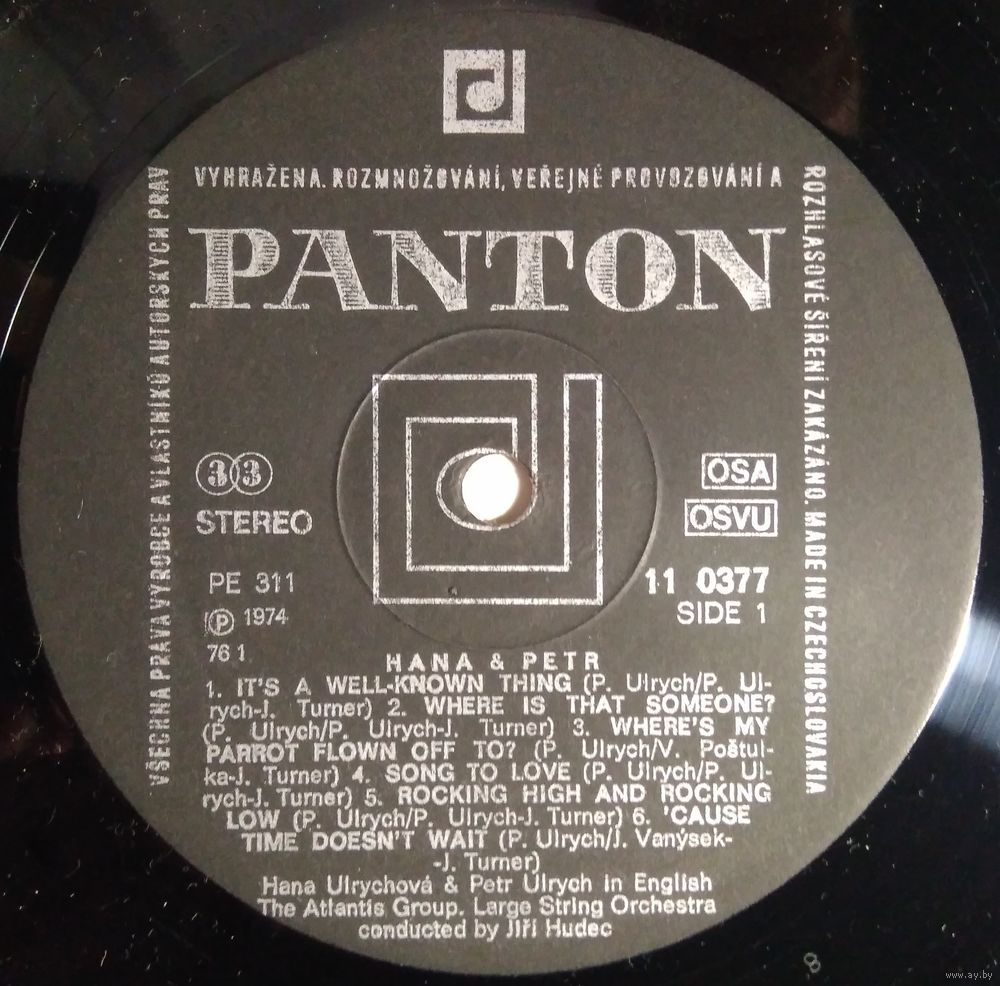 VŠECHNA PRÁVA VÝROBCE A VLASTNÍKŮ AUTORSKÝCH PRÁV
VYHRAŽENA. ROZMNOŽOVÁNÍ, VEŘEJNÉ PROVOZOVÁNÍ A
ROZHLASOVÉ ŠÍŘENÍ ZAKÁZÁNO. MADE IN CZECHOSLOVAKIA
PANTON
33
STEREO
OSA
OSVU
PE 311
11 0377
Ⓟ 1974
SIDE 1
76 1
HANA & PETR
1. IT'S A WELL-KNOWN THING (P. Ulrych/P. Ul-
rych-J. Turner) 2. WHERE IS THAT SOMEONE?
(P. Ulrych/P. Ulrych-J. Turner) 3. WHERE'S MY
PARROT FLOWN OFF TO? (P. Ulrych/V. Poštul-
ka-J. Turner) 4. SONG TO LOVE (P. Ulrych/P. Ul-
rych-J. Turner) 5. ROCKING HIGH AND ROCKING
LOW (P. Ulrych/P. Ulrych-J. Turner) 6. 'CAUSE
TIME DOESN'T WAIT (P. Ulrych/J. Vanýsek-
-J. Turner)
Hana Ulrychová & Petr Ulrych in English
The Atlantis Group. Large String Orchestra
conducted by Jiří Hudec
8
www.ay.by